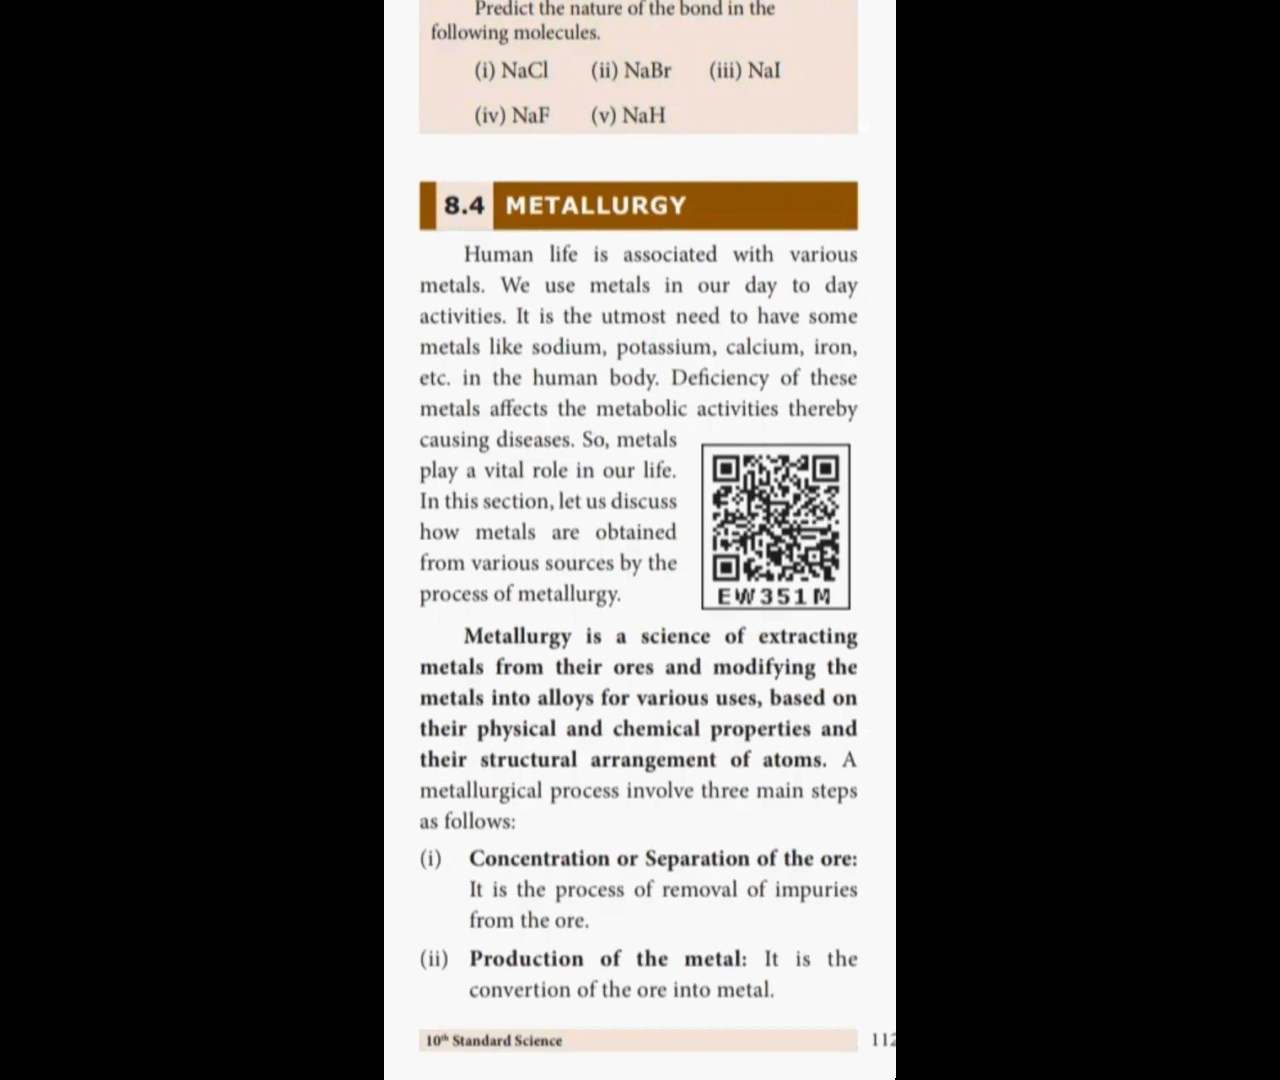 Predict the nature of the bond in the
following molecules.
(i) NaCl (ii) NaBr (iii) NaI
(iv) NaF (v) NaH
8.4 METALLURGY
Human life is associated with various
metals. We use metals in our day to day
activities. It is the utmost need to have some
metals like sodium, potassium, calcium, iron,
etc. in the human body. Deficiency of these
metals affects the metabolic activities thereby
causing diseases. So, metals
play a vital role in our life.
In this section, let us discuss
how metals are obtained
from various sources by the
process of metallurgy.
EW351M
Metallurgy is a science of extracting
metals from their ores and modifying the
metals into alloys for various uses, based on
their physical and chemical properties and
their structural arrangement of atoms. A
metallurgical process involve three main steps
as follows:
(i) Concentration or Separation of the ore:
It is the process of removal of impuries
from the ore.
(ii) Production of the metal: It is the
convertion of the ore into metal.
10th Standard Science 112